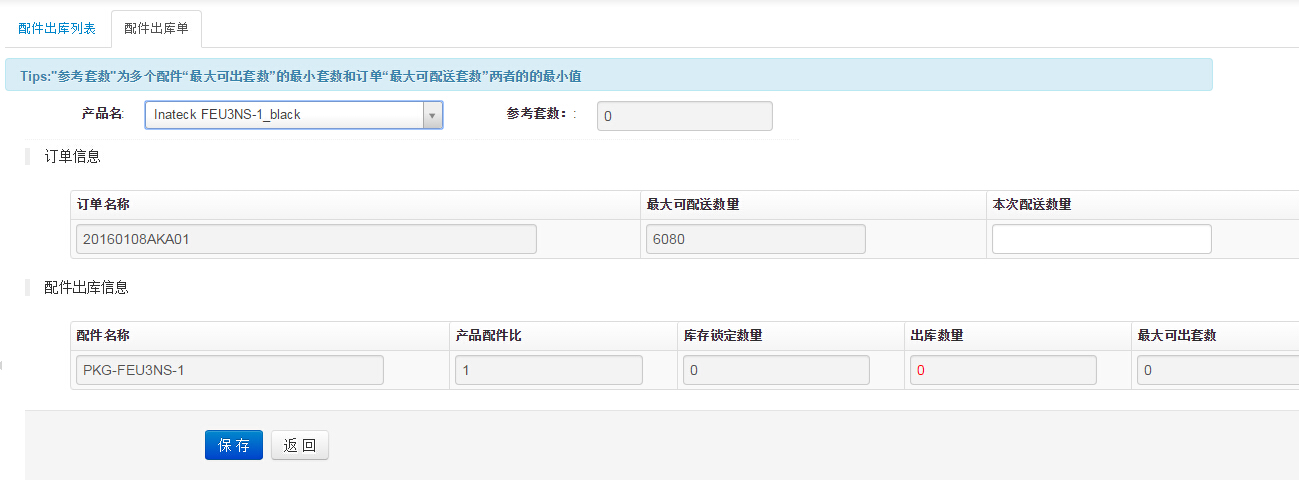 配件出库列表 配件出库单
Tips:"参考套数"为多个配件“最大可出套数”的最小套数和订单“最大可配送套数”两者的的最小值
产品名: Inateck FEU3NS-1_black 参考套数：: 0
订单信息
订单名称 最大可配送数量 本次配送数量
20160108AKA01 6080
配件出库信息
配件名称 产品配件比 库存锁定数量 出库数量 最大可出套数
PKG-FEU3NS-1 1 0 0 0
保存 返回